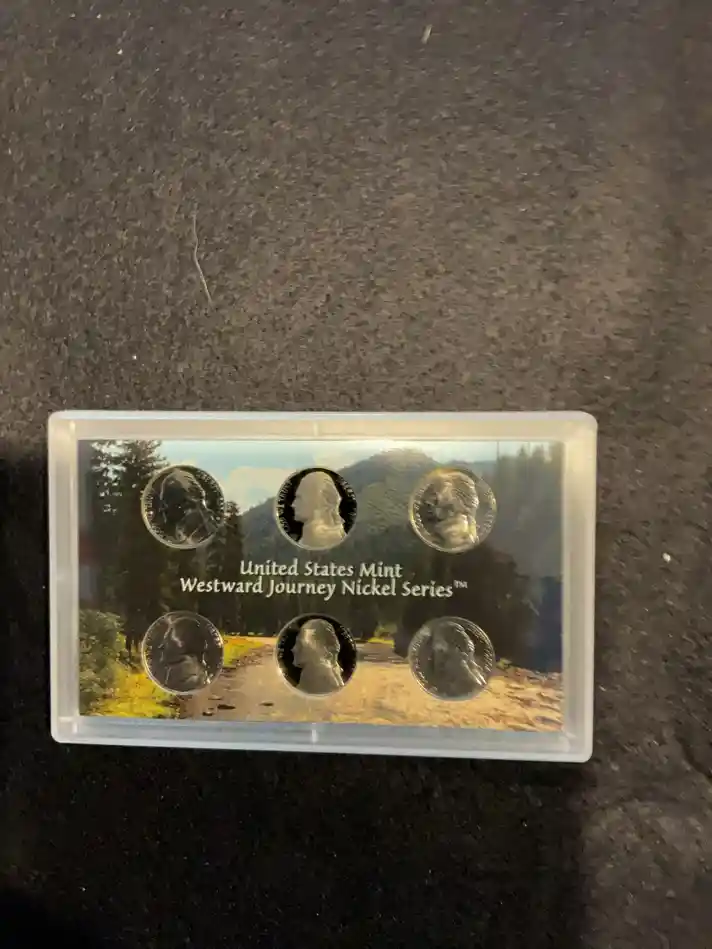 United States Mint
Westward Journey Nickel Series™